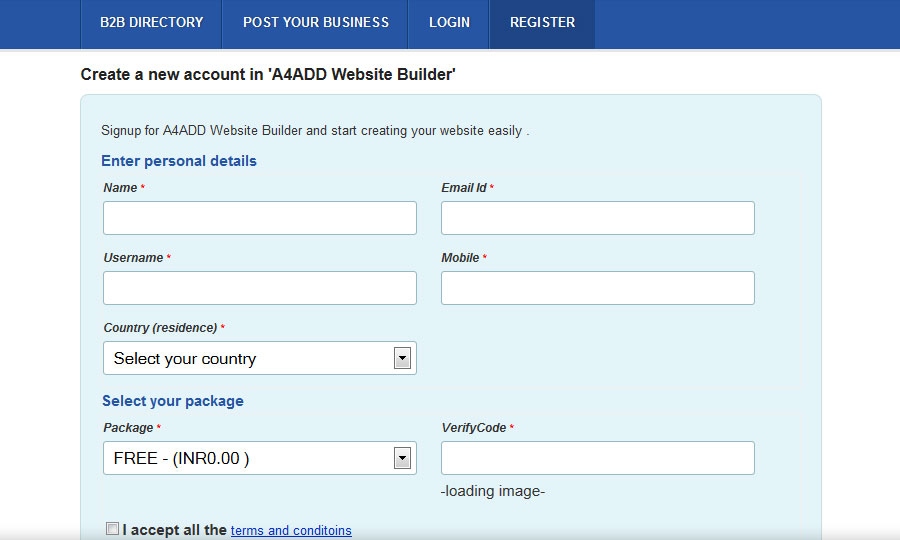 B2B DIRECTORY POST YOUR BUSINESS LOGIN REGISTER
Create a new account in 'A4ADD Website Builder'
Signup for A4ADD Website Builder and start creating your website easily .
Enter personal details
Name * Email Id *
Username * Mobile *
Country (residence) *
Select your country
Select your package
Package * VerifyCode *
FREE - (INR0.00 )
-loading image-
I accept all the terms and conditoins